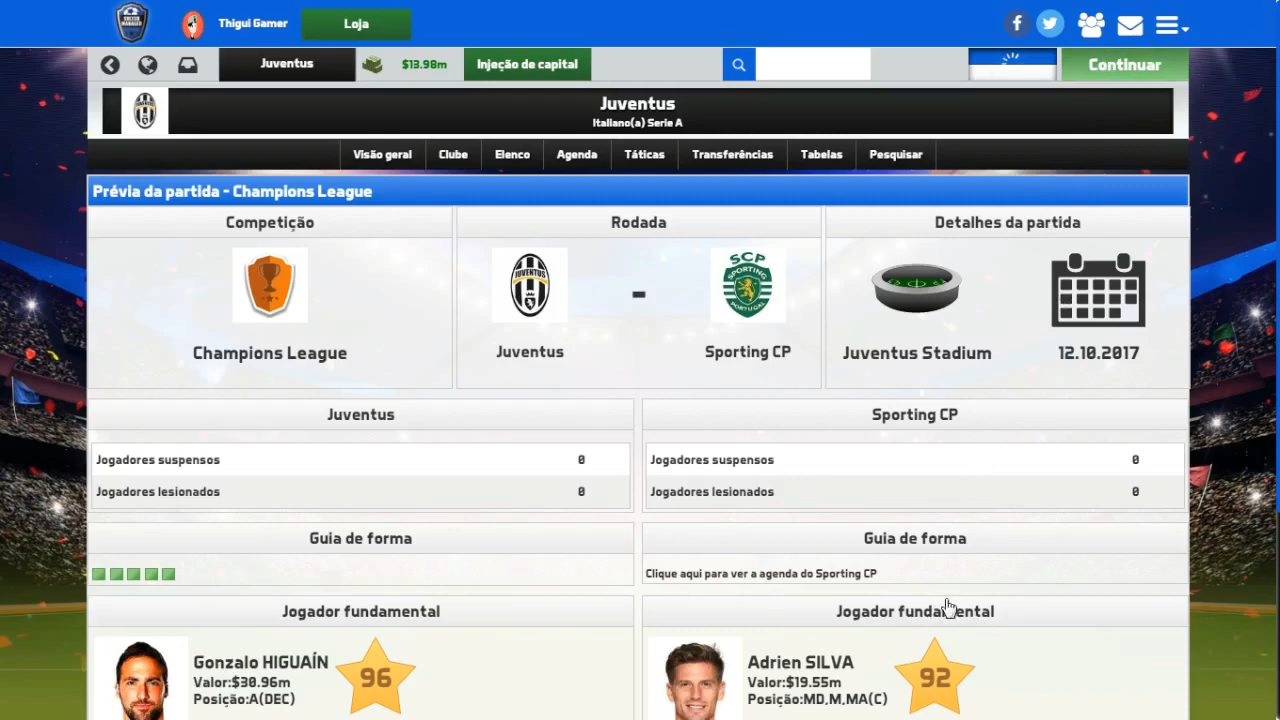 Thigui Gamer
Loja
Juventus
$13.98m
Injeção de capital
Continuar
Juventus
Italiano(a) Serie A
Visão geral
Clube
Elenco
Agenda
Táticas
Transferências
Tabelas
Pesquisar
Prévia da partida - Champions League
Competição
Rodada
Detalhes da partida
JUVENTUS
SCP
SPORTING
PORTUGAL
-
Champions League
Juventus
Sporting CP
Juventus Stadium
12.10.2017
Juventus
Sporting CP
Jogadores suspensos 0
Jogadores suspensos 0
Jogadores lesionados 0
Jogadores lesionados 0
Guia de forma
Guia de forma
Clique aqui para ver a agenda do Sporting CP
Jogador fundamental
Jogador fundamental
Gonzalo HIGUAÍN
Valor:$30.96m
Posição:A(DEC)
96
Adrien SILVA
Valor:$19.55m
Posição:MD,M,MA(C)
92